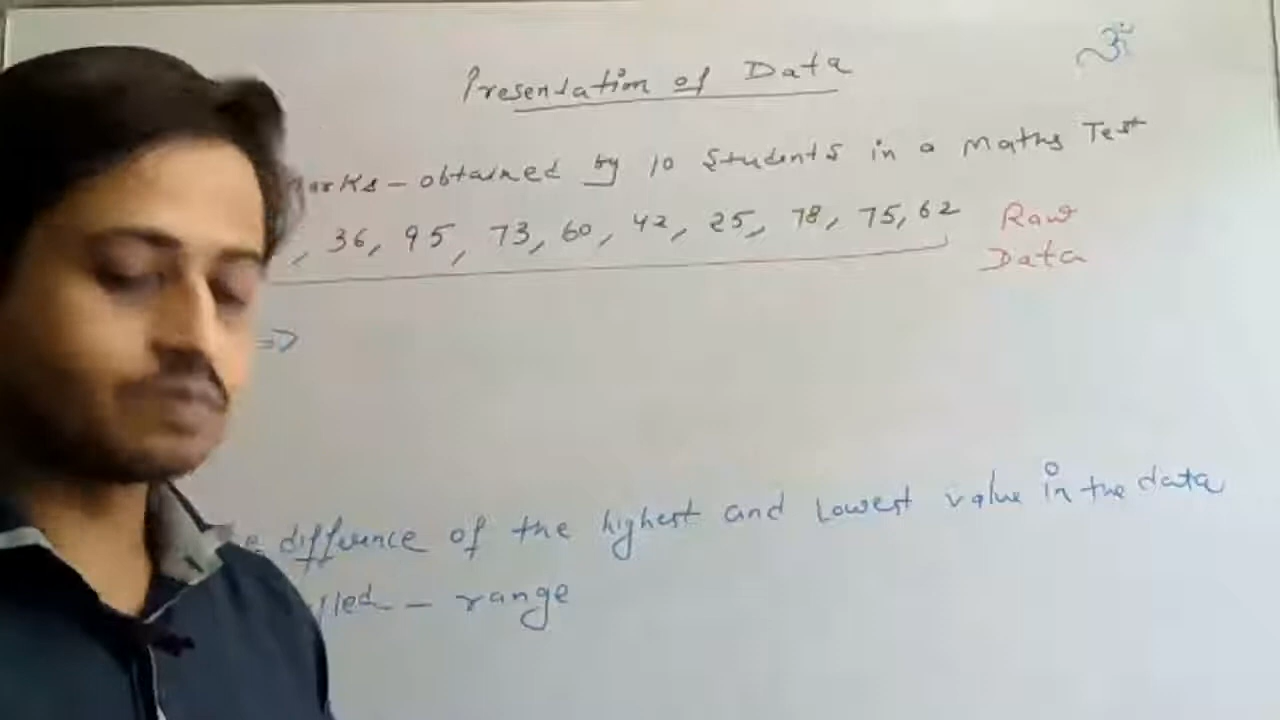 Presentation of Data
ॐ
Marks - obtained by 10 Students in a Maths Test
, 36, 95, 73, 60, 42, 25, 78, 75, 62
Raw
Data
=>
difference of the highest and Lowest value in the data
- range